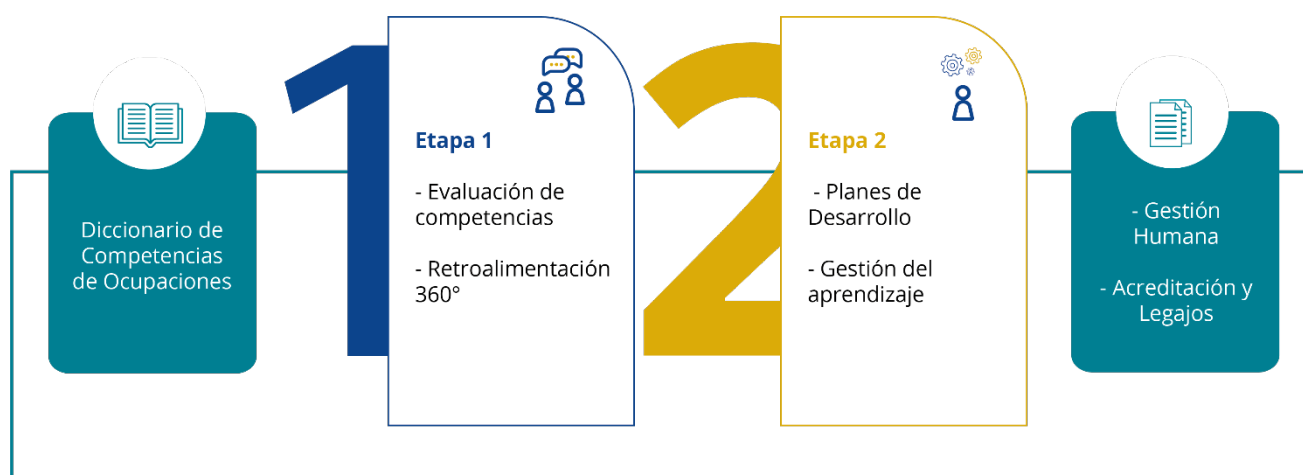 Diccionario de
Competencias
de Ocupaciones
1
Etapa 1
- Evaluación de
competencias
- Retroalimentación
360°
2
Etapa 2
- Planes de
Desarrollo
- Gestión del
aprendizaje
- Gestión
Humana
- Acreditación y
Legajos